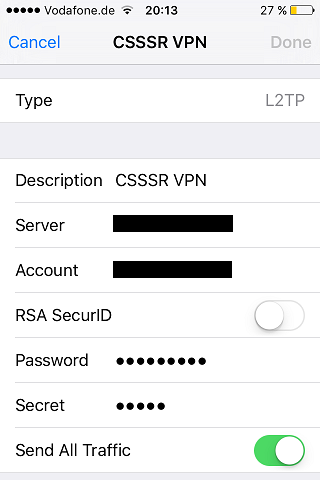 Vodafone.de 20:13 27 %
Cancel CSSSR VPN Done
Type L2TP
Description CSSSR VPN
Server
Account
RSA SecurID
Password •••••••••
Secret •••••
Send All Traffic